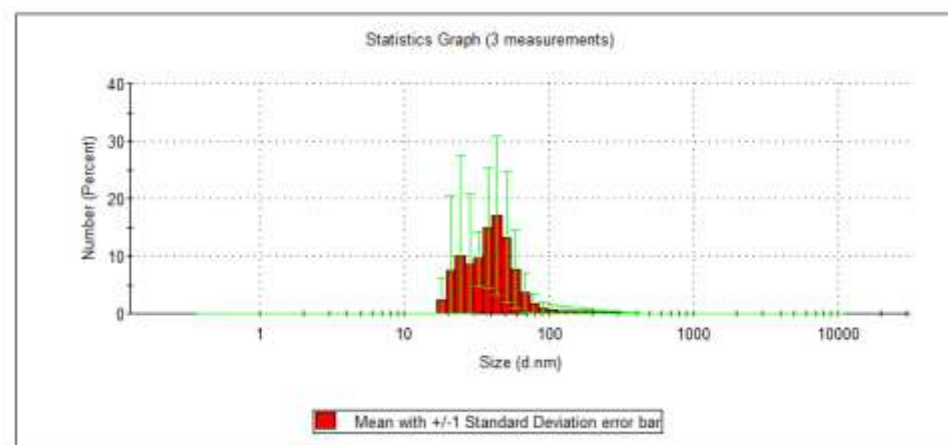 Statistics Graph (3 measurements)
40
30
20
10
0
Number (Percent)
1 10 100 1000 10000
Size (d.nm)
Mean with +/-1 Standard Deviation error bar